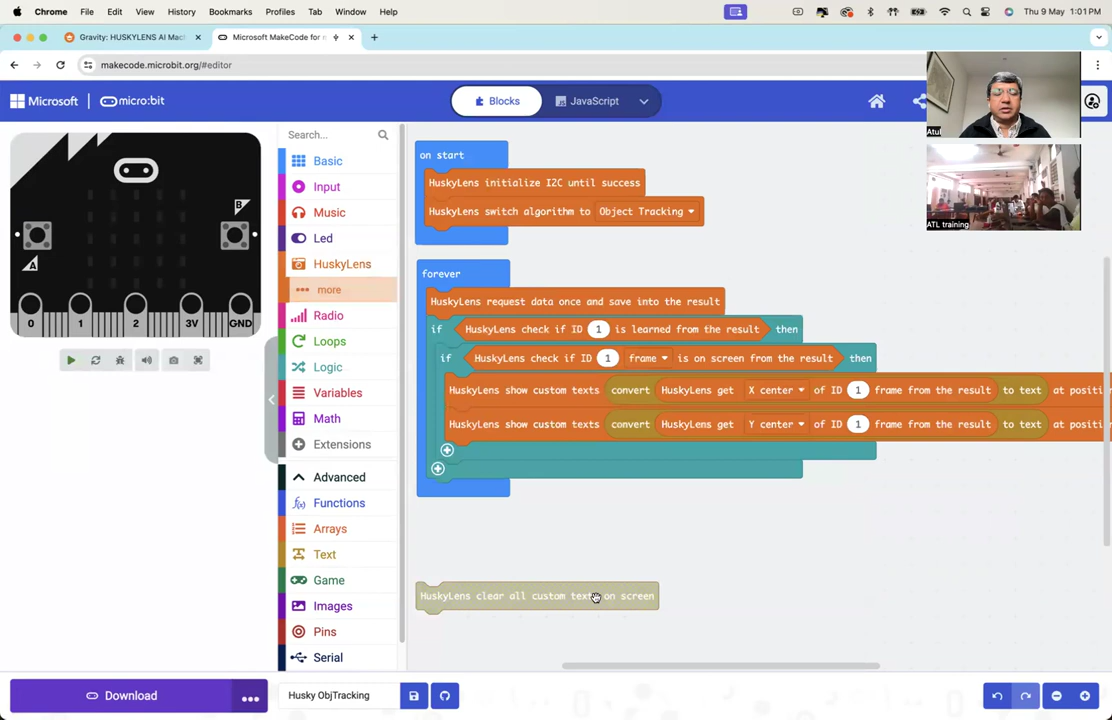 Chrome File Edit View History Bookmarks Profiles Tab Window Help Thu 9 May 1:01 PM
Gravity: HUSKYLENS AI Mac
Microsoft MakeCode for m
makecode.microbit.org/#editor
Microsoft micro:bit Blocks JavaScript
Atul
ATL training
B
A
0 1 2 3V GND
Search...
Basic
Input
Music
Led
HuskyLens
more
Radio
Loops
Logic
Variables
Math
Extensions
Advanced
Functions
Arrays
Text
Game
Images
Pins
Serial
on start
HuskyLens initialize I2C until success
HuskyLens switch algorithm to Object Tracking
forever
HuskyLens request data once and save into the result
if HuskyLens check if ID 1 is learned from the result then
if HuskyLens check if ID 1 frame is on screen from the result then
HuskyLens show custom texts convert HuskyLens get X center of ID 1 frame from the result to text at positi
HuskyLens show custom texts convert HuskyLens get Y center of ID 1 frame from the result to text at positi
HuskyLens clear all custom texts on screen
Download
Husky ObjTracking